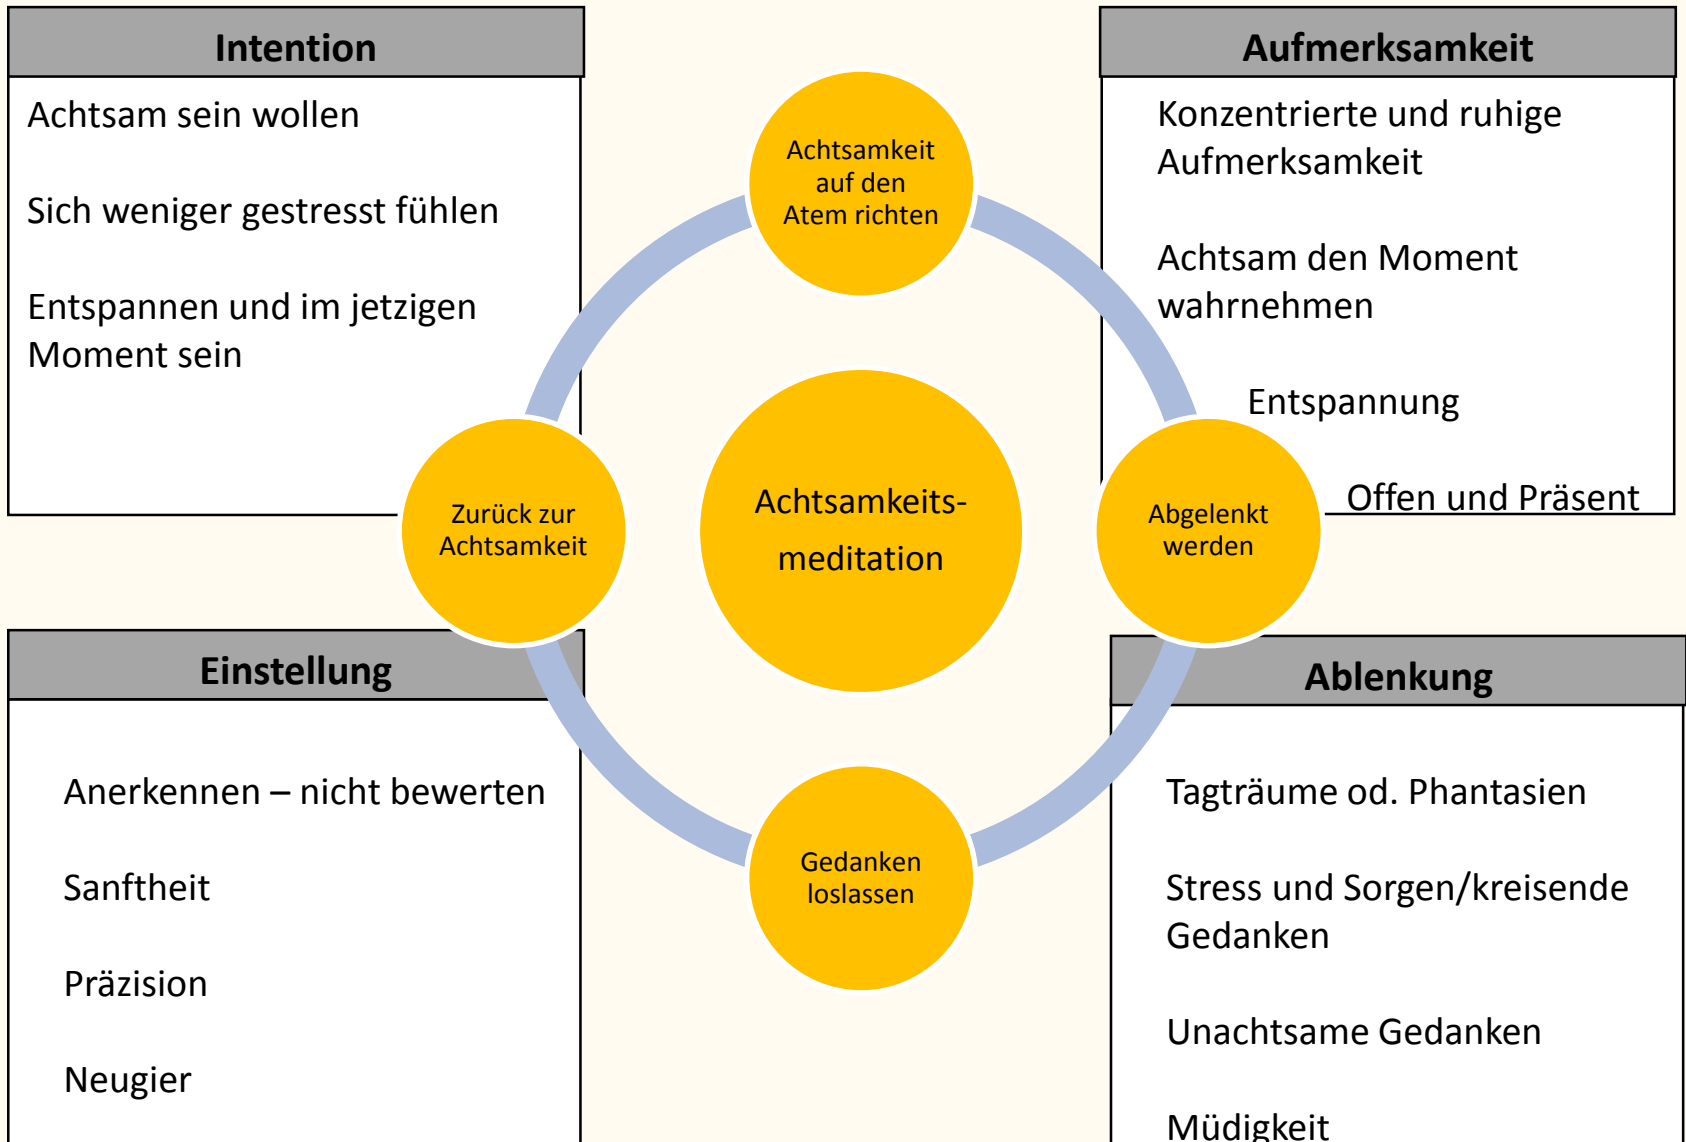 Intention
Achtsam sein wollen
Sich weniger gestresst fühlen
Entspannen und im jetzigen
Moment sein
Aufmerksamkeit
Konzentrierte und ruhige
Aufmerksamkeit
Achtsam den Moment
wahrnehmen
Entspannung
Offen und Präsent
Achtsamkeit
auf den
Atem richten
Abgelenkt
werden
Gedanken
loslassen
Zurück zur
Achtsamkeit
Achtsamkeits-
meditation
Einstellung
Anerkennen – nicht bewerten
Sanftheit
Präzision
Neugier
Ablenkung
Tagträume od. Phantasien
Stress und Sorgen/kreisende
Gedanken
Unachtsame Gedanken
Müdigkeit